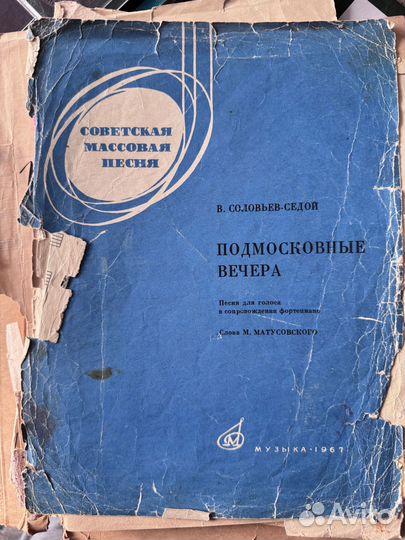 СОВЕТСКАЯ
МАССОВАЯ
ПЕСНЯ
В. СОЛОВЬЕВ-СЕДОЙ
ПОДМОСКОВНЫЕ
ВЕЧЕРА
Песня для голоса
в сопровождении фортепиано
Слова М. МАТУСОВСКОГО
М
МУЗЫКА · 1967
Avito